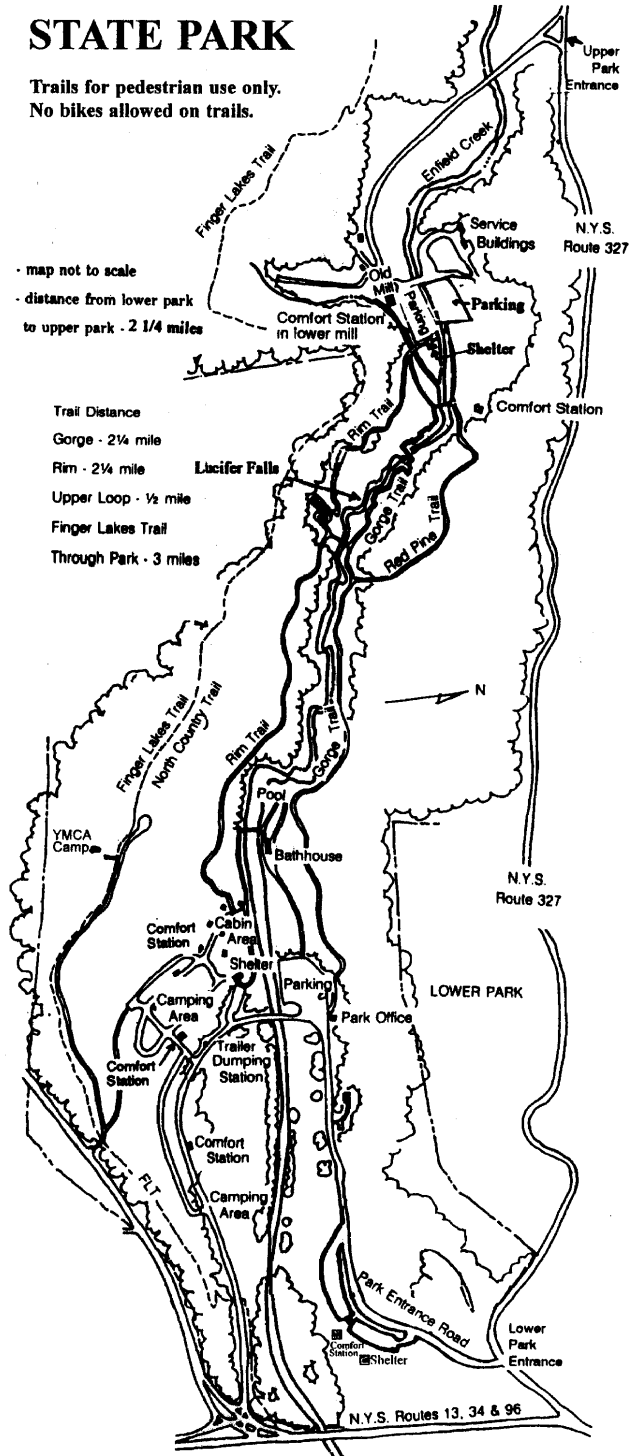 STATE PARK
Trails for pedestrian use only.
No bikes allowed on trails.
Upper
Park
Entrance
Enfield Creek
Finger Lakes Trail
Service
Buildings
N.Y.S.
Route 327
- map not to scale
- distance from lower park
to upper park - 2 1/4 miles
Old
Mill
Parking
Parking
Comfort Station
in lower mill
Shelter
Trail Distance
Gorge - 2¼ mile
Rim - 2¼ mile
Upper Loop - ½ mile
Finger Lakes Trail
Through Park - 3 miles
Comfort Station
Rim Trail
Lucifer Falls
Gorge Trail
Red Pine Trail
N
Finger Lakes Trail
North Country Trail
Rim Trail
Gorge Trail
Pool
YMCA
Camp
Bathhouse
N.Y.S.
Route 327
Comfort
Station
Cabin
Area
Shelter
Parking
LOWER PARK
Camping
Area
Park Office
Comfort
Station
Trailer
Dumping
Station
Comfort
Station
FLT
Camping
Area
Park Entrance Road
Comfort
Station
Shelter
Lower
Park
Entrance
N.Y.S. Routes 13, 34 & 96